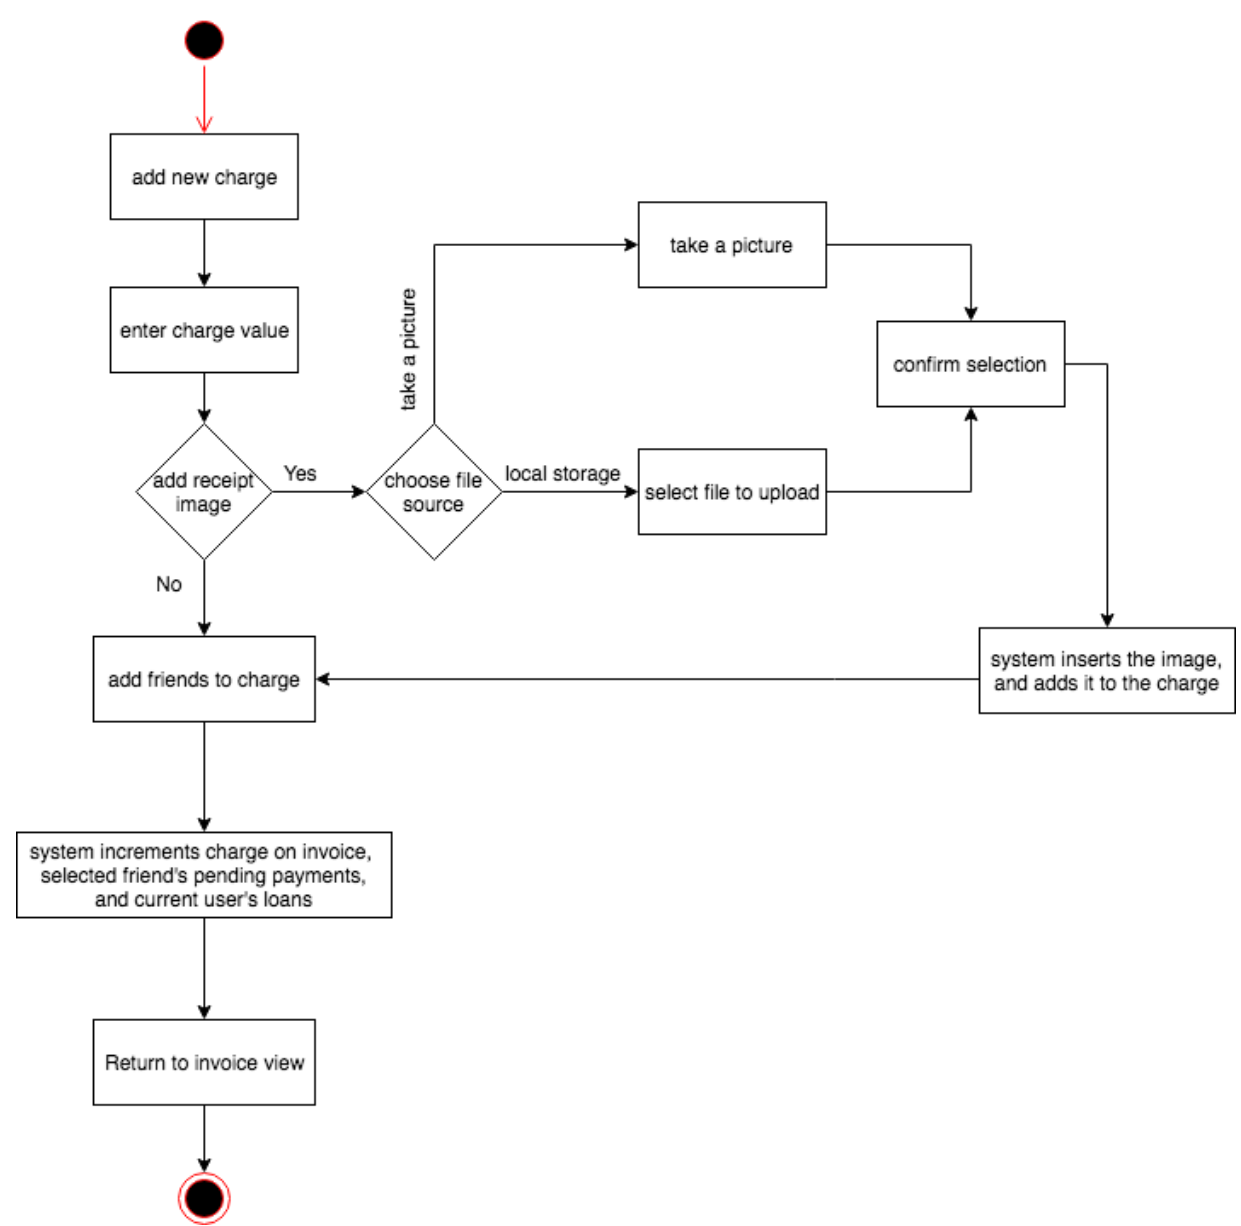 add new charge
enter charge value
add receipt
image
Yes
No
choose file
source
take a picture
local storage
take a picture
select file to upload
confirm selection
system inserts the image,
and adds it to the charge
add friends to charge
system increments charge on invoice,
selected friend's pending payments,
and current user's loans
Return to invoice view